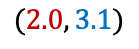 (2.0, 3.1)